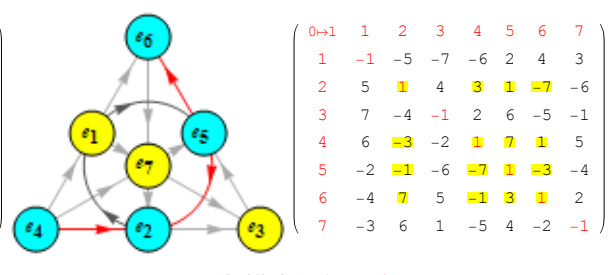 e6
e1
e5
e7
e4
e2
e3
0↦1 1 2 3 4 5 6 7
1 -1 -5 -7 -6 2 4 3
2 5 1 4 3 1 -7 -6
3 7 -4 -1 2 6 -5 -1
4 6 -3 -2 1 7 1 5
5 -2 -1 -6 -7 1 -3 -4
6 -4 7 5 -1 3 1 2
7 -3 6 1 -5 4 -2 -1